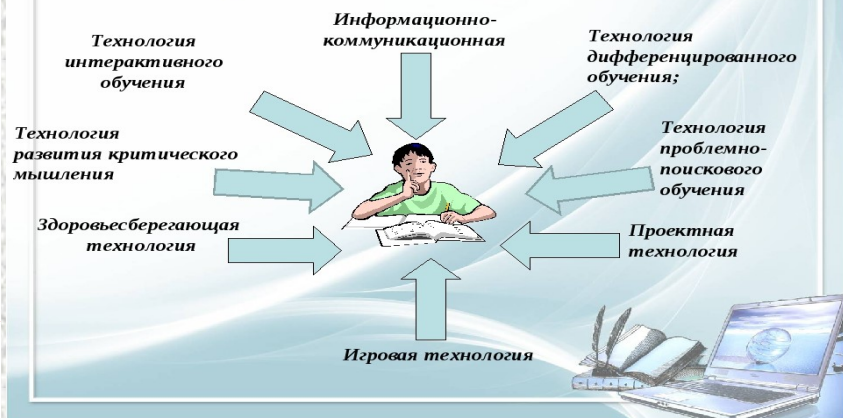 Информационно-
коммуникационная
Технология
интерактивного
обучения
Технология
дифференцированного
обучения;
Технология
развития критического
мышления
Технология
проблемно-
поискового
обучения
Здоровьесберегающая
технология
Проектная
технология
Игровая технология